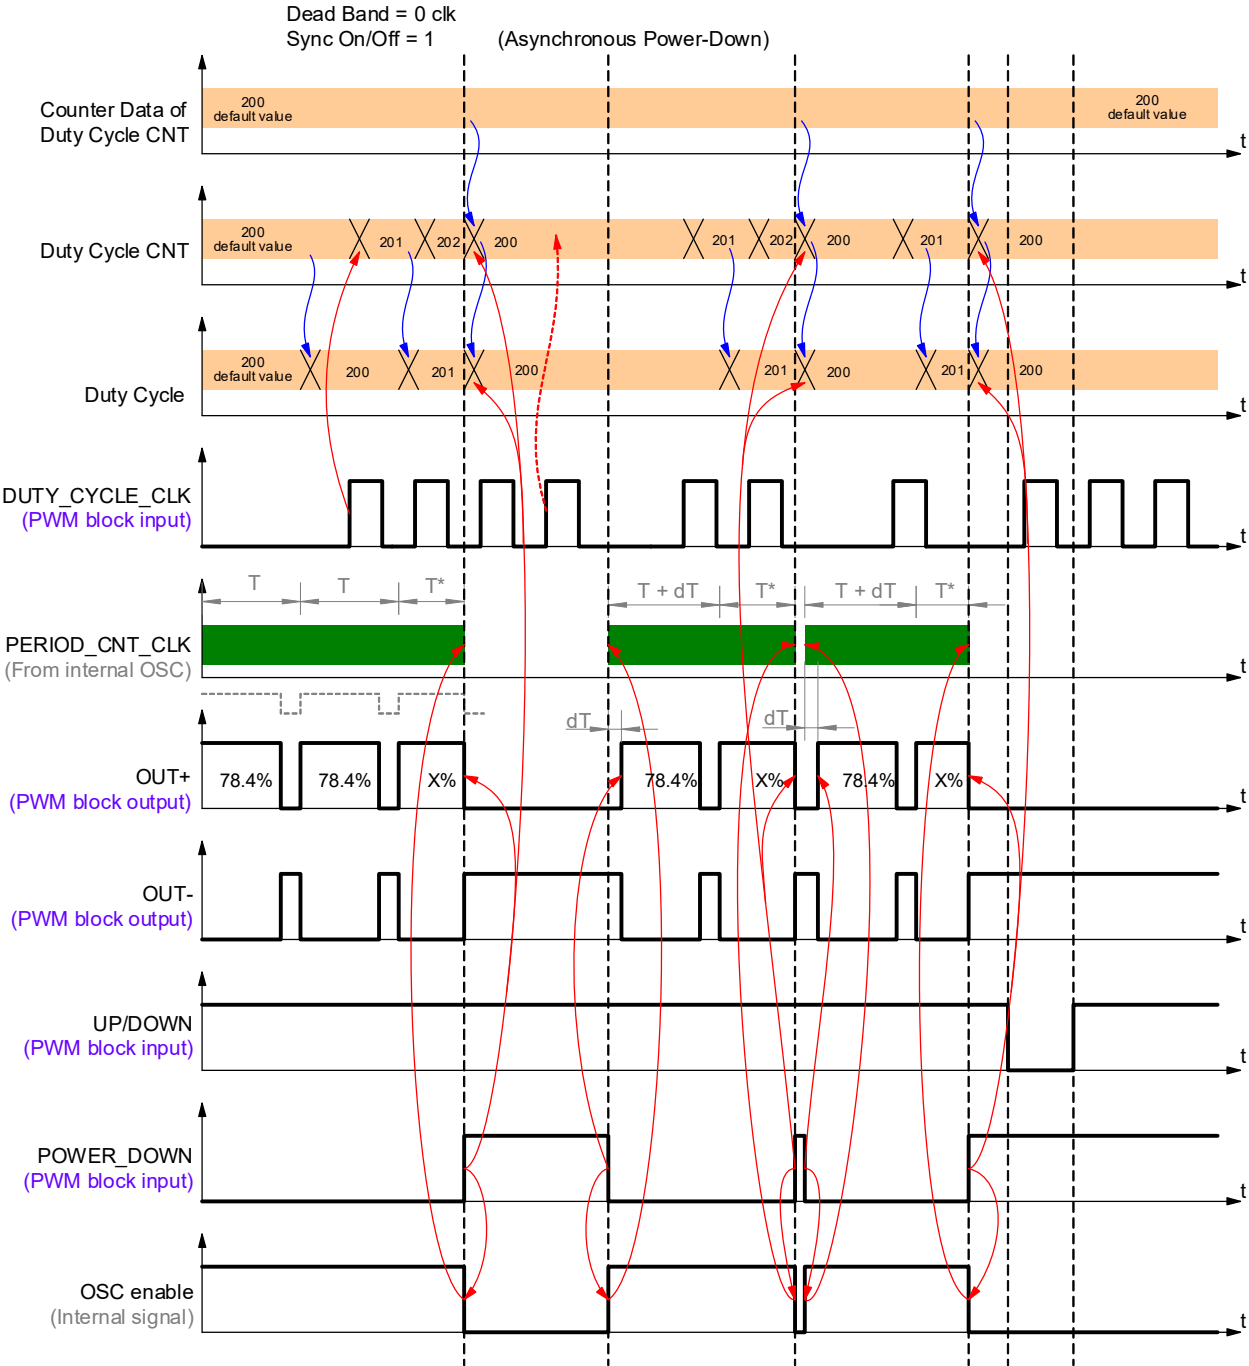 Dead Band = 0 clk
Sync On/Off = 1 (Asynchronous Power-Down)
Counter Data of
Duty Cycle CNT
200
default value
200
default value
t
Duty Cycle CNT
200
default value
201
202
200
201
202
200
201
200
t
Duty Cycle
200
default value
200
201
200
201
200
201
200
t
DUTY_CYCLE_CLK
(PWM block input)
t
T
T
T*
T + dT
T*
T + dT
T*
PERIOD_CNT_CLK
(From internal OSC)
t
dT
dT
OUT+
(PWM block output)
78.4%
78.4%
X%
78.4%
X%
78.4%
X%
t
OUT-
(PWM block output)
t
UP/DOWN
(PWM block input)
t
POWER_DOWN
(PWM block input)
t
OSC enable
(Internal signal)
t